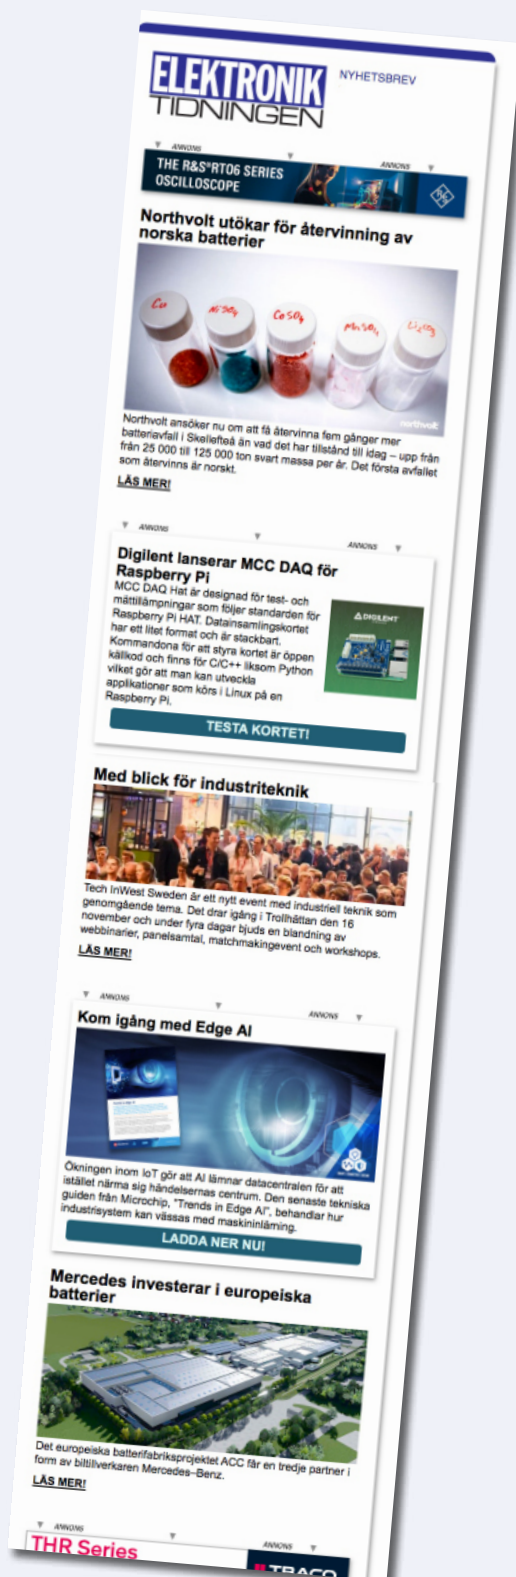 ELEKTRONIK
TIDNINGEN
NYHETSBREV
ANNONS
ANNONS
THE R&S®RTO6 SERIES
OSCILLOSCOPE
Northvolt utökar för återvinning av
norska batterier
Co
NiSO4
CoSO4
MnSO4
Li2CO3
northvolt
Northvolt ansöker nu om att få återvinna fem gånger mer
batteriavfall i Skellefteå än vad det har tillstånd till idag – upp från
från 25 000 till 125 000 ton svart massa per år. Det första avfallet
som återvinns är norskt.
LÄS MER!
ANNONS
ANNONS
Digilent lanserar MCC DAQ för
Raspberry Pi
MCC DAQ Hat är designad för test- och
mättillämpningar som följer standarden för
Raspberry Pi HAT. Datainsamlingskortet
har ett litet format och är stackbart.
Kommandona för att styra kortet är öppen
källkod och finns för C/C++ liksom Python
vilket gör att man kan utveckla
applikationer som körs i Linux på en
Raspberry Pi.
DIGILENT
TESTA KORTET!
Med blick för industriteknik
Tech InWest Sweden är ett nytt event med industriell teknik som
genomgående tema. Det drar igång i Trollhättan den 16
november och under fyra dagar bjuds en blandning av
webbinarier, panelsamtal, matchmakingevent och workshops.
LÄS MER!
ANNONS
ANNONS
Kom igång med Edge AI
Ökningen inom IoT gör att AI lämnar datacentralen för att
istället närma sig händelsernas centrum. Den senaste tekniska
guiden från Microchip, "Trends in Edge AI", behandlar hur
industrisystem kan vässas med maskininlärning.
LADDA NER NU!
Mercedes investerar i europeiska
batterier
Det europeiska batterifabriksprojektet ACC får en tredje partner i
form av biltillverkaren Mercedes–Benz.
LÄS MER!
ANNONS
ANNONS
THR Series
TRACO